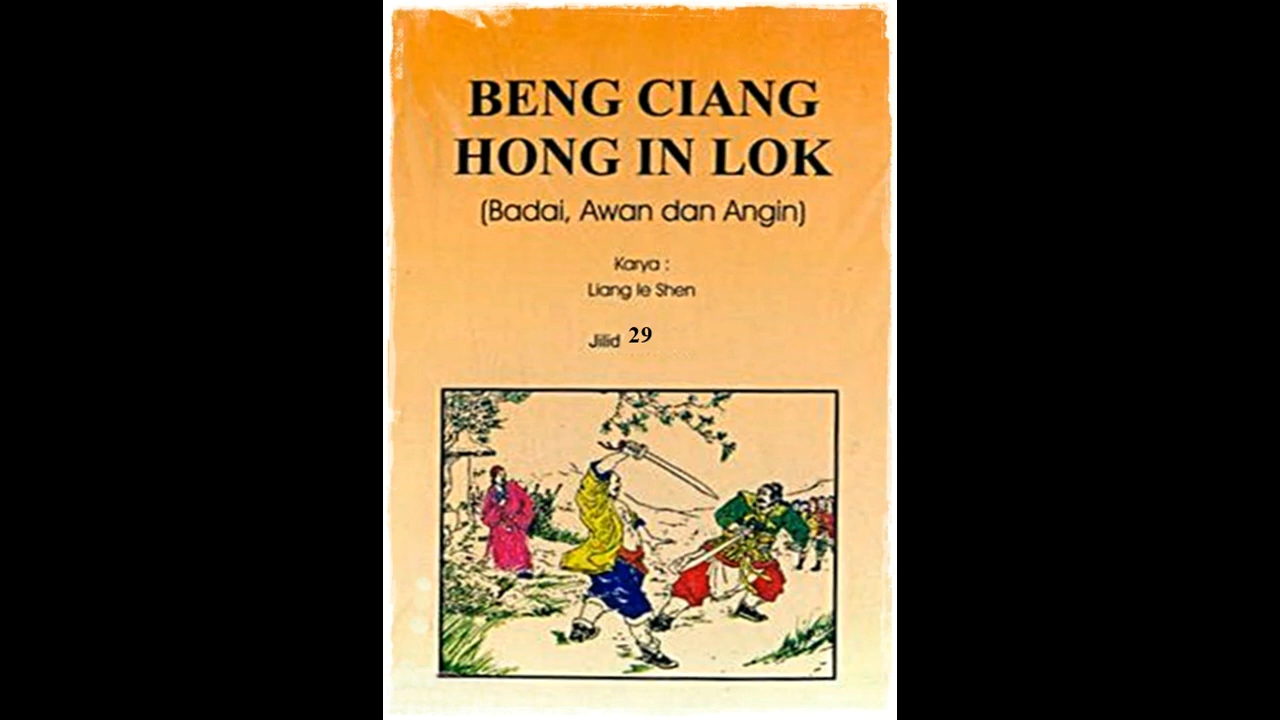 BENG CIANG
HONG IN LOK
(Badai, Awan dan Angin)
Karya :
Liang Ie Shen
Jilid 29